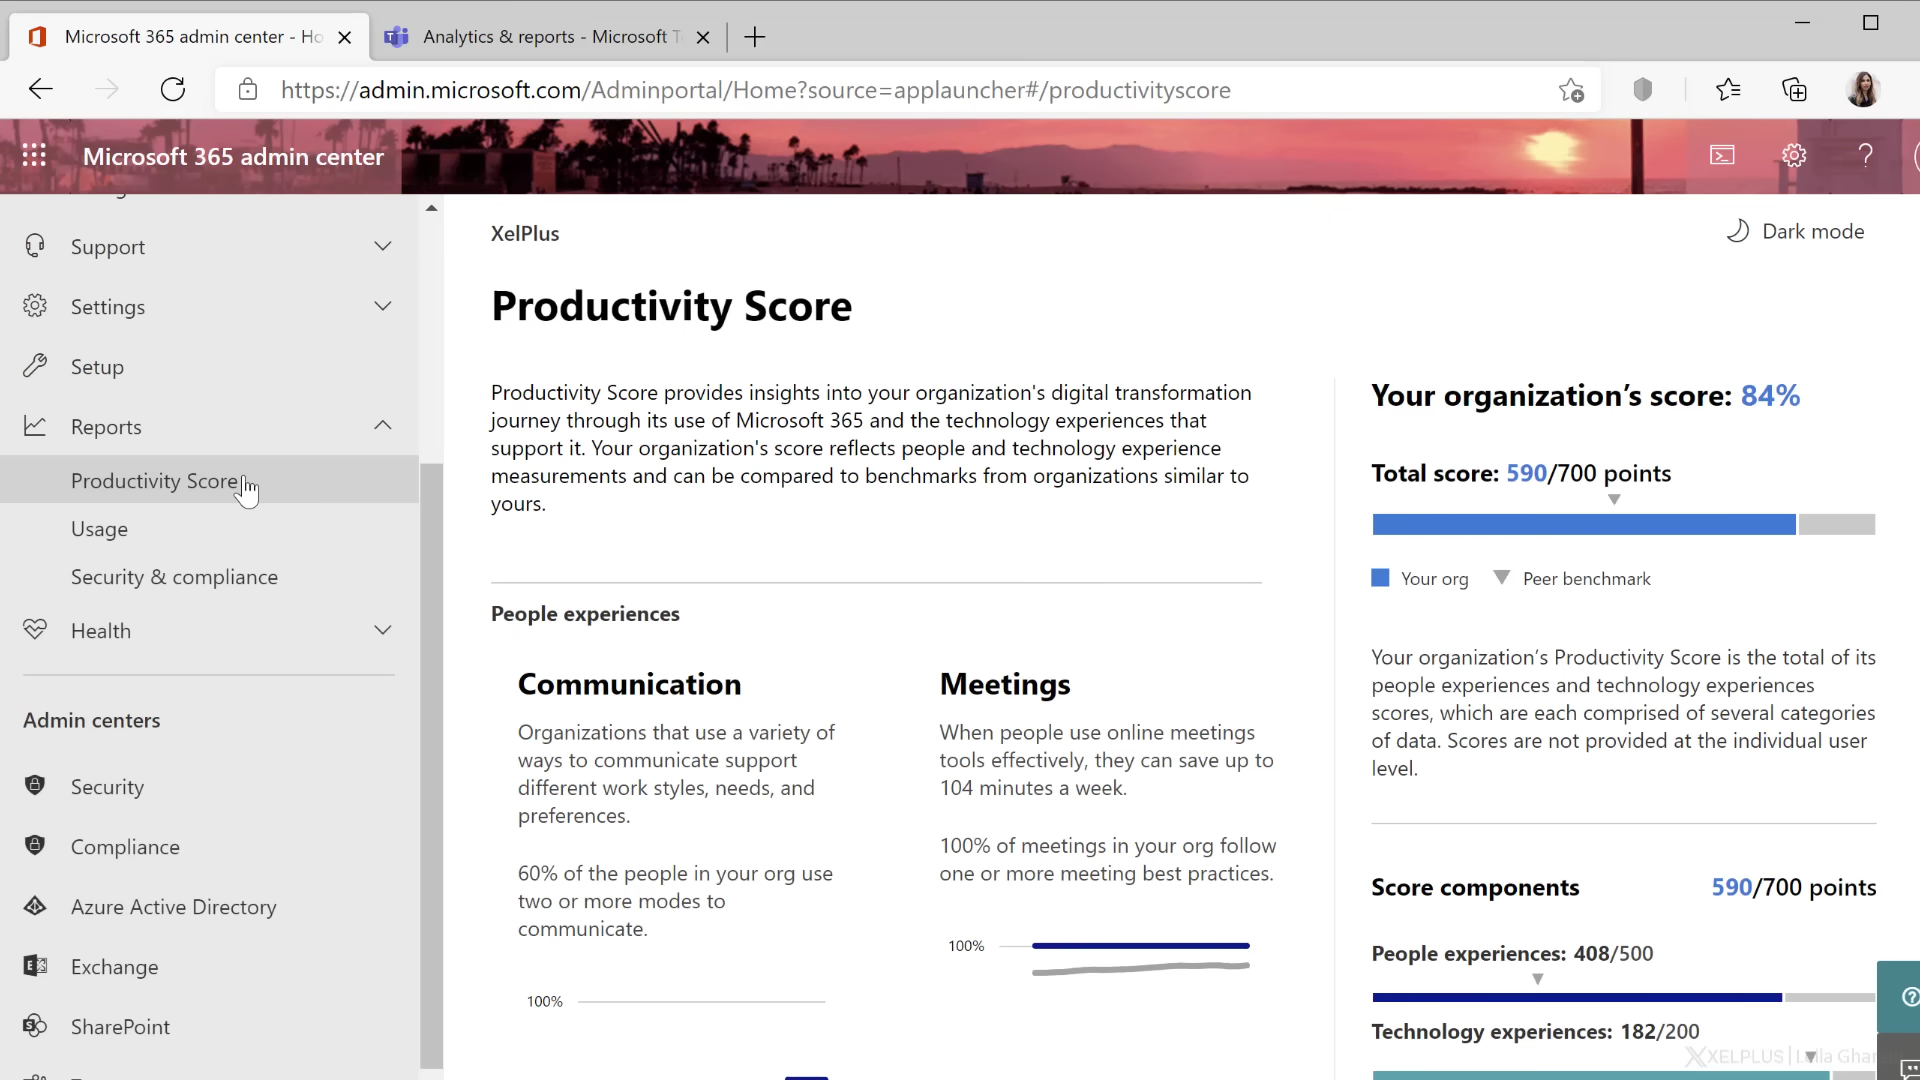 Microsoft 365 admin center - Ho
Analytics & reports - Microsoft T
https://admin.microsoft.com/Adminportal/Home?source=applauncher#/productivityscore
Microsoft 365 admin center
Support
Settings
Setup
Reports
Productivity Score
Usage
Security & compliance
Health
Admin centers
Security
Compliance
Azure Active Directory
Exchange
SharePoint
XelPlus
Dark mode
Productivity Score
Productivity Score provides insights into your organization's digital transformation
journey through its use of Microsoft 365 and the technology experiences that
support it. Your organization's score reflects people and technology experience
measurements and can be compared to benchmarks from organizations similar to
yours.
People experiences
Communication
Organizations that use a variety of
ways to communicate support
different work styles, needs, and
preferences.
60% of the people in your org use
two or more modes to
communicate.
100%
Meetings
When people use online meetings
tools effectively, they can save up to
104 minutes a week.
100% of meetings in your org follow
one or more meeting best practices.
100%
Your organization’s score: 84%
Total score: 590/700 points
Your org
Peer benchmark
Your organization’s Productivity Score is the total of its
people experiences and technology experiences
scores, which are each comprised of several categories
of data. Scores are not provided at the individual user
level.
Score components
590/700 points
People experiences: 408/500
Technology experiences: 182/200
XELPLUS | Leila Ghar